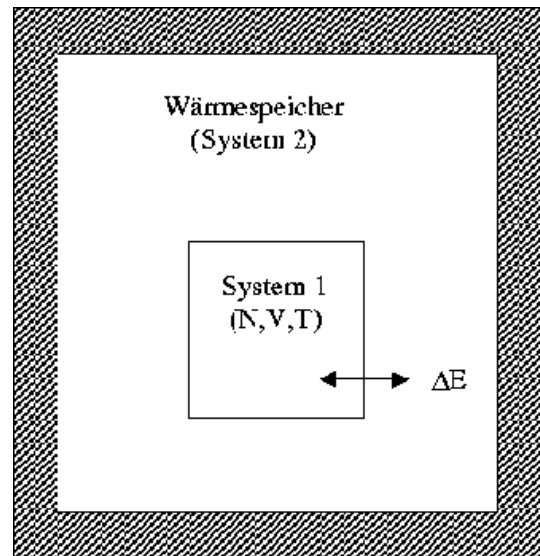 Wärmespeicher
(System 2)
System 1
(N,V,T)
ΔE